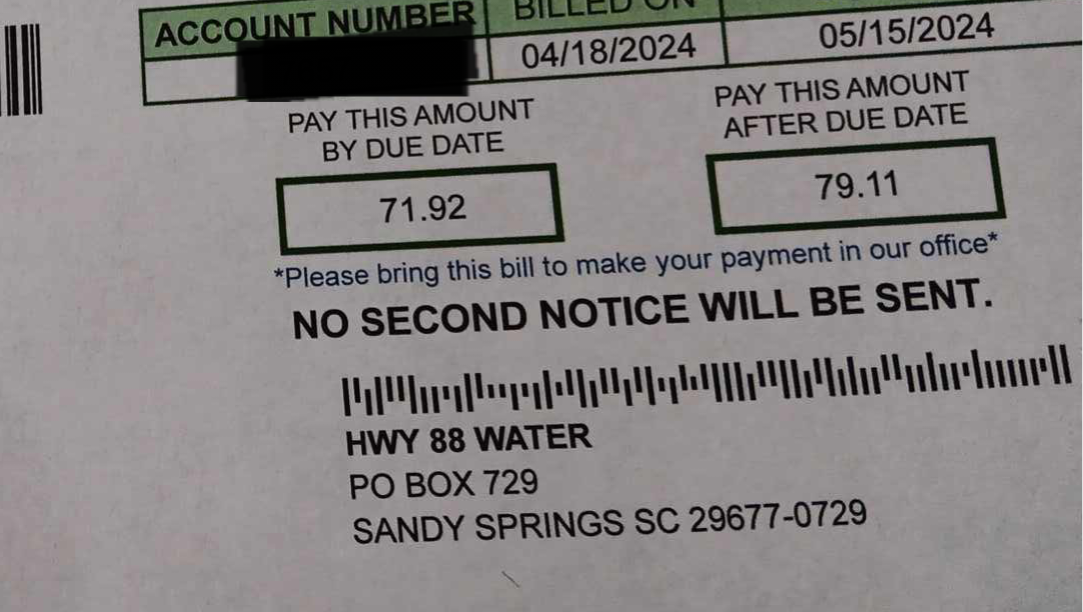 ACCOUNT NUMBER
BILLED ON
04/18/2024
05/15/2024
PAY THIS AMOUNT
BY DUE DATE
PAY THIS AMOUNT
AFTER DUE DATE
71.92
79.11
*Please bring this bill to make your payment in our office*
NO SECOND NOTICE WILL BE SENT.
HWY 88 WATER
PO BOX 729
SANDY SPRINGS SC 29677-0729